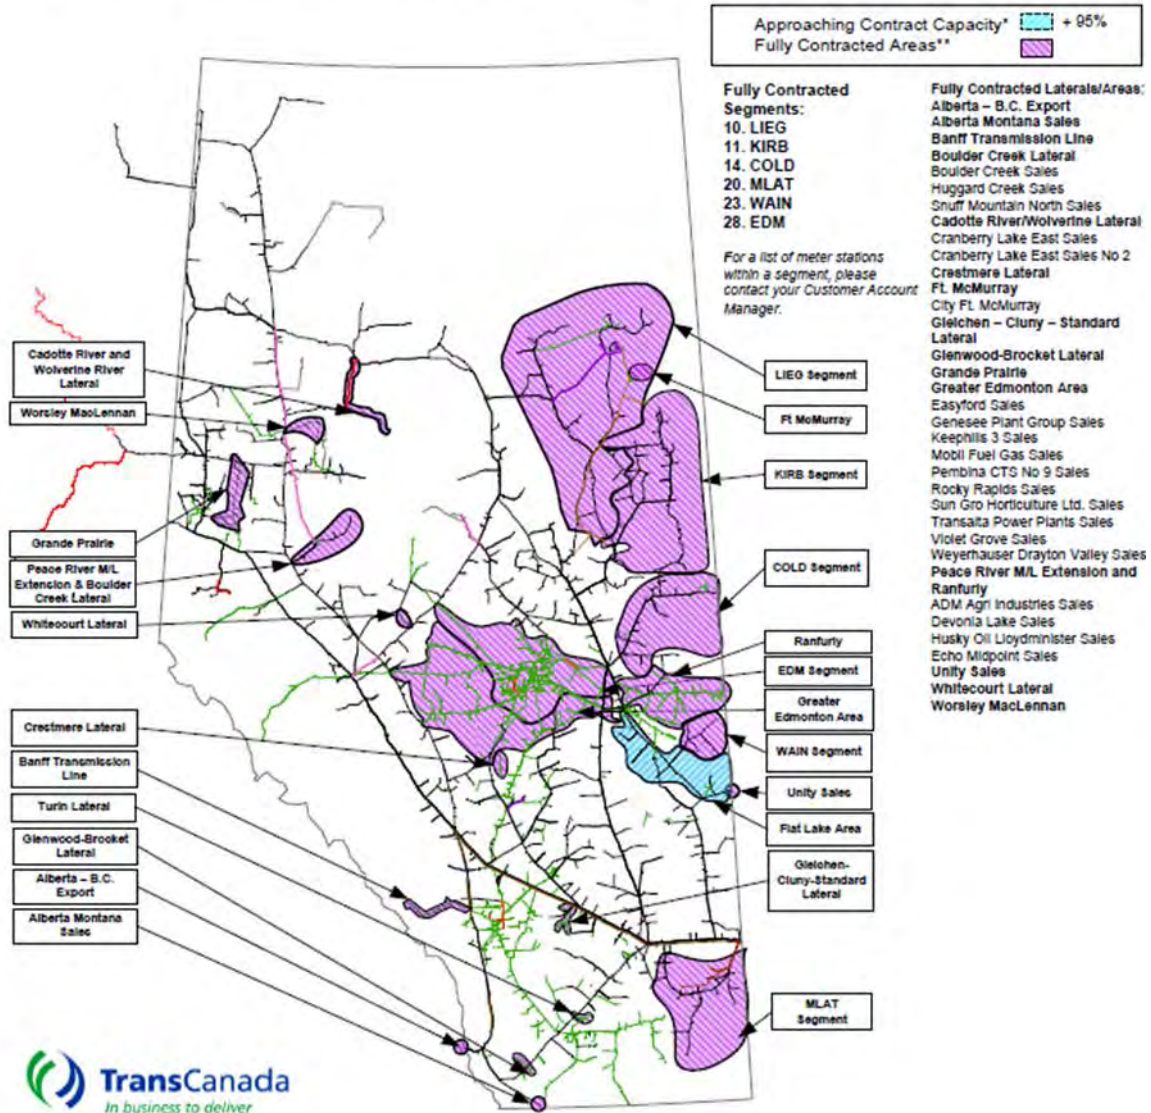 Approaching Contract Capacity* + 95%
Fully Contracted Areas**
Fully Contracted
Segments:
10. LIEG
11. KIRB
14. COLD
20. MLAT
23. WAIN
28. EDM
For a list of meter stations
within a segment, please
contact your Customer Account
Manager.
Fully Contracted Laterals/Areas:
Alberta – B.C. Export
Alberta Montana Sales
Banff Transmission Line
Boulder Creek Lateral
Boulder Creek Sales
Huggard Creek Sales
Snuff Mountain North Sales
Cadotte River/Wolverine Lateral
Cranberry Lake East Sales
Cranberry Lake East Sales No 2
Crestmere Lateral
Ft. McMurray
City Ft. McMurray
Gleichen – Cluny – Standard
Lateral
Glenwood-Brocket Lateral
Grande Prairie
Greater Edmonton Area
Easyford Sales
Genesee Plant Group Sales
Keephills 3 Sales
Mobil Fuel Gas Sales
Pembina CTS No 9 Sales
Rocky Rapids Sales
Sun Gro Horticulture Ltd. Sales
Transalta Power Plants Sales
Violet Grove Sales
Weyerhauser Drayton Valley Sales
Peace River M/L Extension and
Ranfurly
ADM Agri Industries Sales
Devonia Lake Sales
Husky Oil Lloydminister Sales
Echo Midpoint Sales
Unity Sales
Whitecourt Lateral
Worsley MacLennan
Cadotte River and
Wolverine River
Lateral
Worsley MacLennan
Grande Prairie
Peace River M/L
Extension & Boulder
Creek Lateral
Whitecourt Lateral
Crestmere Lateral
Banff Transmission
Line
Turin Lateral
Glenwood-Brocket
Lateral
Alberta – B.C.
Export
Alberta Montana
Sales
LIEG Segment
Ft McMurray
KIRB Segment
COLD Segment
Ranfurly
EDM Segment
Greater
Edmonton Area
WAIN Segment
Unity Sales
Flat Lake Area
Gleichen-
Cluny-Standard
Lateral
MLAT
Segment
TransCanada
In business to deliver